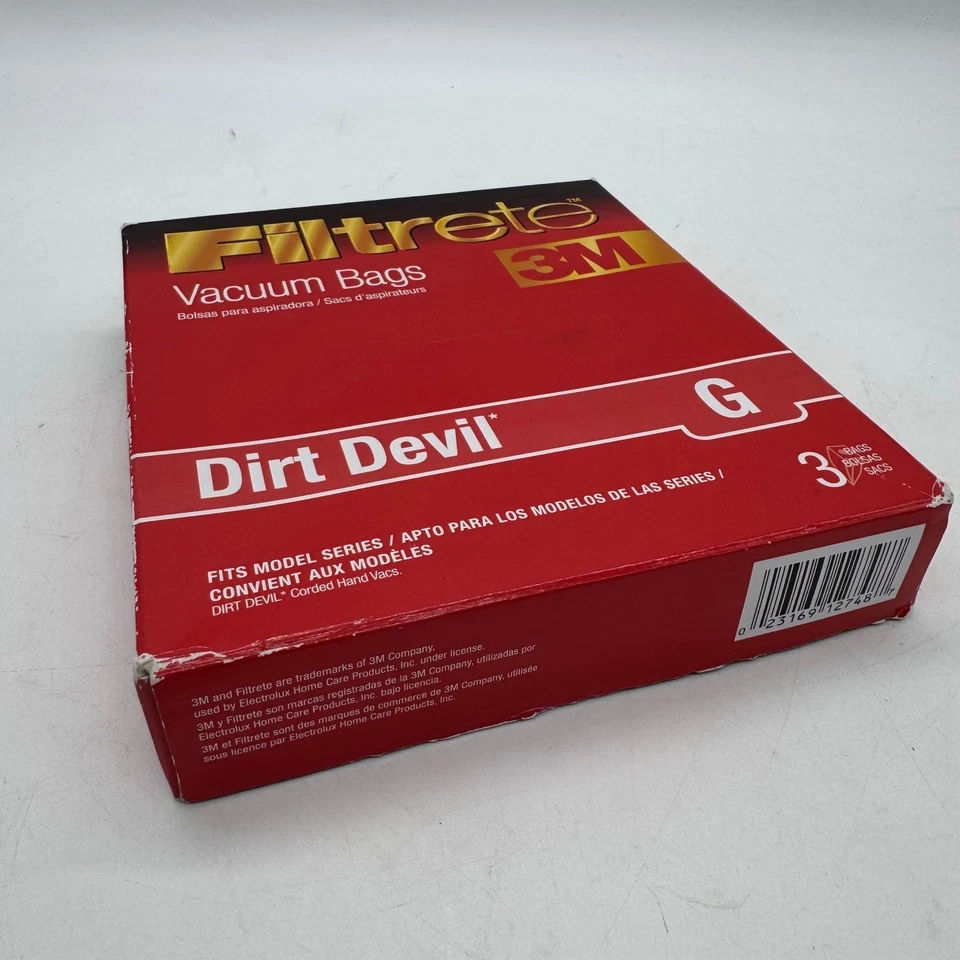 Filtrete™
3M
Vacuum Bags
Bolsas para aspiradora / Sacs d'aspirateurs
Dirt Devil*
G
3 BAGS
BOLSAS
SACS
FITS MODEL SERIES / APTO PARA LOS MODELOS DE LAS SERIES /
CONVIENT AUX MODÈLES
DIRT DEVIL* Corded Hand Vacs.
3M and Filtrete are trademarks of 3M Company,
used by Electrolux Home Care Products, Inc. under license.
3M y Filtrete son marcas registradas de la 3M Company, utilizadas por
Electrolux Home Care Products, Inc. bajo licencia.
3M et Filtrete sont des marques de commerce de 3M Company, utilisée
sous licence par Electrolux Home Care Products, Inc.
0 23169 12748 7